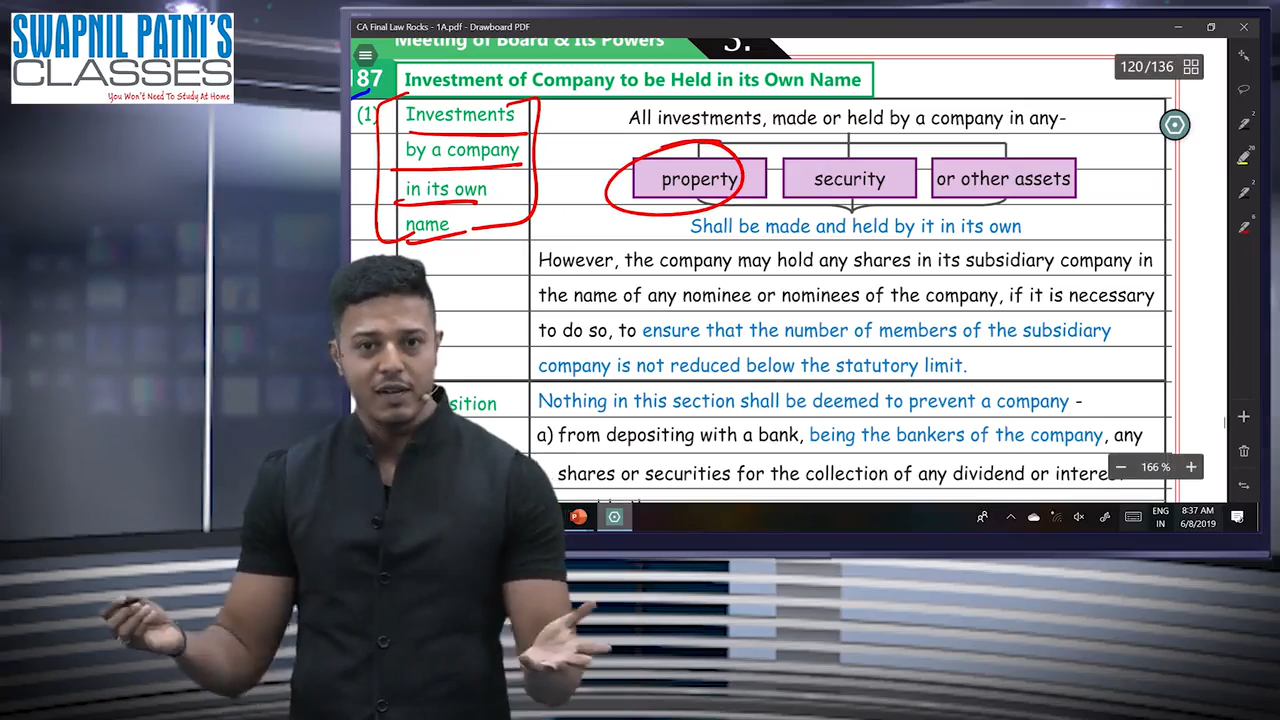 SWAPNIL PATNI'S
CLASSES
You Won't Need To Study At Home
CA Final Law Rocks - 1A.pdf - Drawboard PDF
Meeting of Board & Its Powers
3.
120/136
187 Investment of Company to be Held in its Own Name
(1) Investments
by a company
in its own
name
All investments, made or held by a company in any-
property
security
or other assets
Shall be made and held by it in its own
However, the company may hold any shares in its subsidiary company in
the name of any nominee or nominees of the company, if it is necessary
to do so, to ensure that the number of members of the subsidiary
company is not reduced below the statutory limit.
sition
Nothing in this section shall be deemed to prevent a company -
a) from depositing with a bank, being the bankers of the company, any
shares or securities for the collection of any dividend or interest
166 %
ENG
IN
8:37 AM
6/8/2019